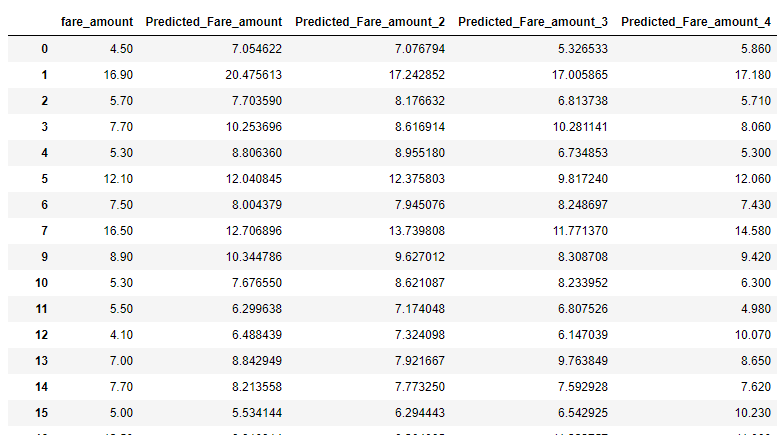 fare_amount Predicted_Fare_amount Predicted_Fare_amount_2 Predicted_Fare_amount_3 Predicted_Fare_amount_4
0 4.50 7.054622 7.076794 5.326533 5.860
1 16.90 20.475613 17.242852 17.005865 17.180
2 5.70 7.703590 8.176632 6.813738 5.710
3 7.70 10.253696 8.616914 10.281141 8.060
4 5.30 8.806360 8.955180 6.734853 5.300
5 12.10 12.040845 12.375803 9.817240 12.060
6 7.50 8.004379 7.945076 8.248697 7.430
7 16.50 12.706896 13.739808 11.771370 14.580
9 8.90 10.344786 9.627012 8.308708 9.420
10 5.30 7.676550 8.621087 8.233952 6.300
11 5.50 6.299638 7.174048 6.807526 4.980
12 4.10 6.488439 7.324098 6.147039 10.070
13 7.00 8.842949 7.921667 9.763849 8.650
14 7.70 8.213558 7.773250 7.592928 7.620
15 5.00 5.534144 6.294443 6.542925 10.230